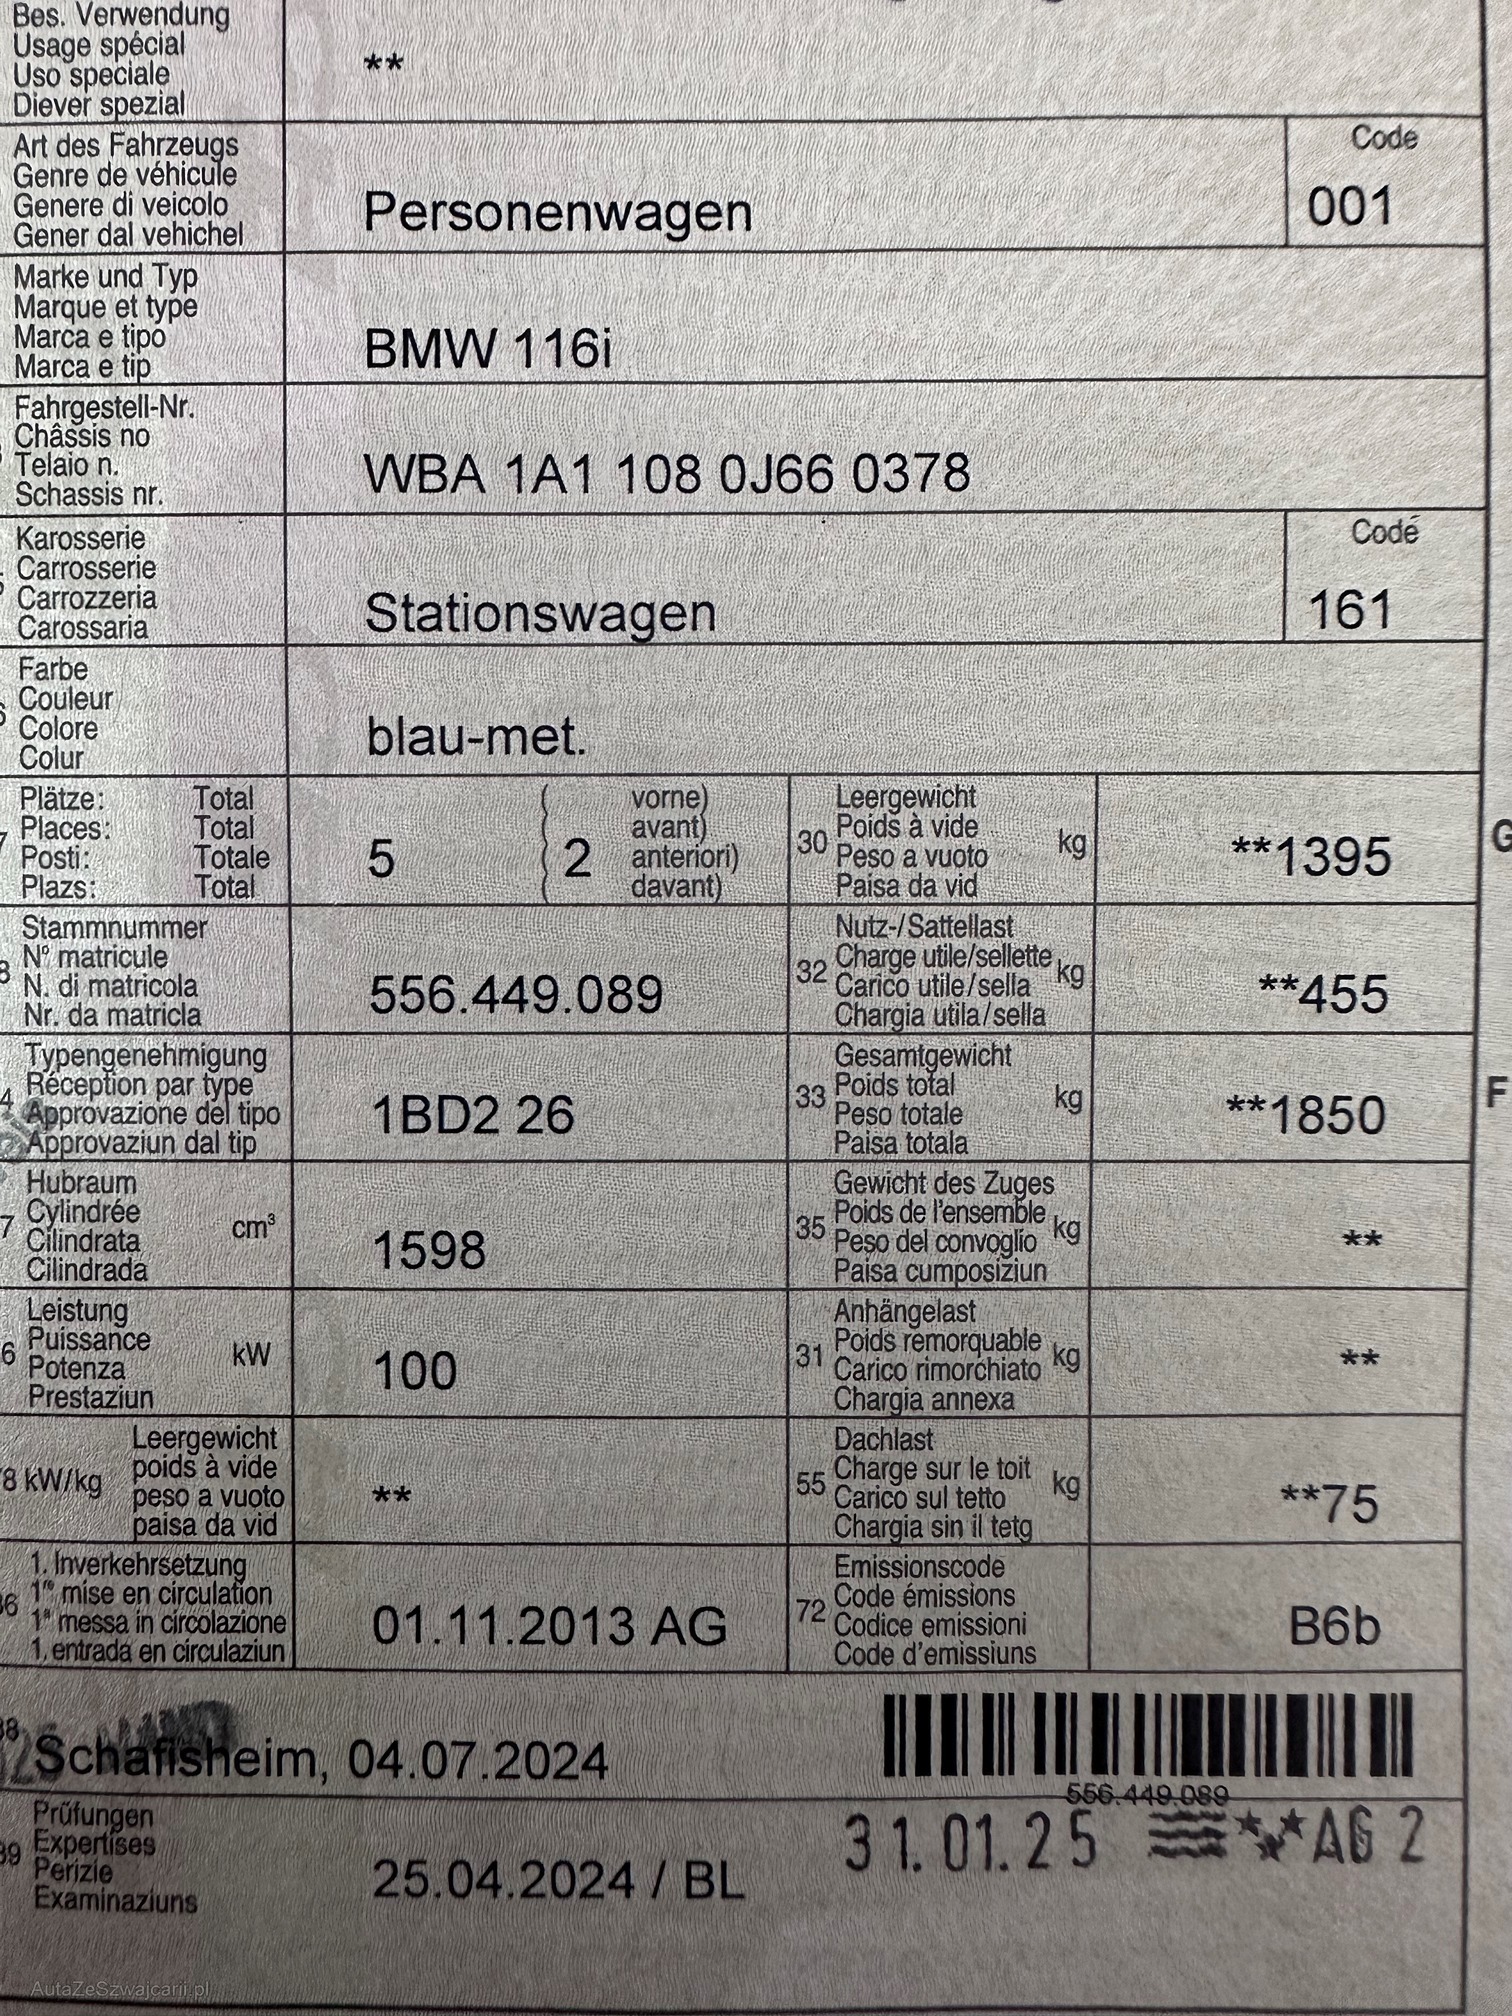 Bes. Verwendung
Usage spécial
Uso speciale
Diever spezial
**
Art des Fahrzeugs
Genre de véhicule
Genere di veicolo
Gener dal vehichel
Personenwagen
Code
001
Marke und Typ
Marque et type
Marca e tipo
Marca e tip
BMW 116i
Fahrgestell-Nr.
Châssis no
Telaio n.
Schassis nr.
WBA 1A1 108 0J66 0378
Karosserie
Carrosserie
Carrozzeria
Carossaria
Stationswagen
Code
161
Farbe
Couleur
Colore
Colur
blau-met.
Plätze: Total
Places: Total
Posti: Totale
Plazs: Total
5
2
vorne)
avant)
anteriori)
davant)
30
Leergewicht
Poids à vide
Peso a vuoto
Paisa da vid
kg
**1395
G
Stammnummer
N° matricule
N. di matricola
Nr. da matricla
556.449.089
32
Nutz-/Sattellast
Charge utile/sellette
Carico utile/sella
Chargia utila/sella
kg
**455
Typengenehmigung
Réception par type
Approvazione del tipo
Approvaziun dal tip
1BD2 26
33
Gesamtgewicht
Poids total
Peso totale
Paisa totala
kg
**1850
F
Hubraum
Cylindrée
Cilindrata
Cilindrada
cm³
1598
35
Gewicht des Zuges
Poids de l'ensemble
Peso del convoglio
Paisa cumposiziun
kg
**
Leistung
Puissance
Potenza
Prestaziun
kW
100
31
Anhängelast
Poids remorquable
Carico rimorchiato
Chargia annexa
kg
**
kW/kg
Leergewicht
poids à vide
peso a vuoto
paisa da vid
**
55
Dachlast
Charge sur le toit
Carico sul tetto
Chargia sin il tetg
kg
**75
1. Inverkehrsetzung
1re mise en circulation
1a messa in circolazione
1. entrada en circulaziun
01.11.2013 AG
72
Emissionscode
Code émissions
Codice emissioni
Code d'emissiuns
B6b
Schafisheim, 04.07.2024
556.449.089
Prüfungen
Expertises
Perizie
Examinaziuns
25.04.2024 / BL
31.01.25 AG 2
AutaZeSzwajcarii.pl